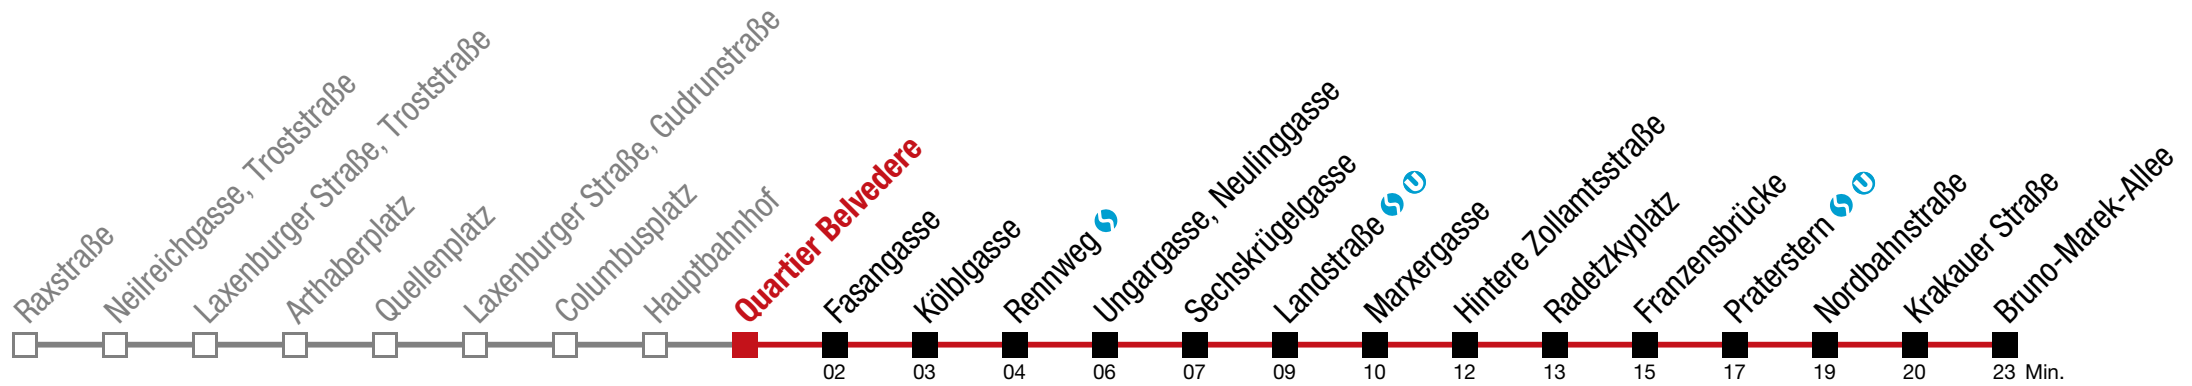 Raxstraße
Neilreichgasse, Troststraße
Laxenburger Straße, Troststraße
Arthaberplatz
Quellenplatz
Laxenburger Straße, Gudrunstraße
Columbusplatz
Hauptbahnhof
Quartier Belvedere
Fasangasse
Kölblgasse
Rennweg S
Ungargasse, Neulinggasse
Sechskrügelgasse
Landstraße S U
Marxergasse
Hintere Zollamtsstraße
Radetzkyplatz
Franzensbrücke
Praterstern S U
Nordbahnstraße
Krakauer Straße
Bruno-Marek-Allee
02 03 04 06 07 09 10 12 13 15 17 19 20 23 Min.